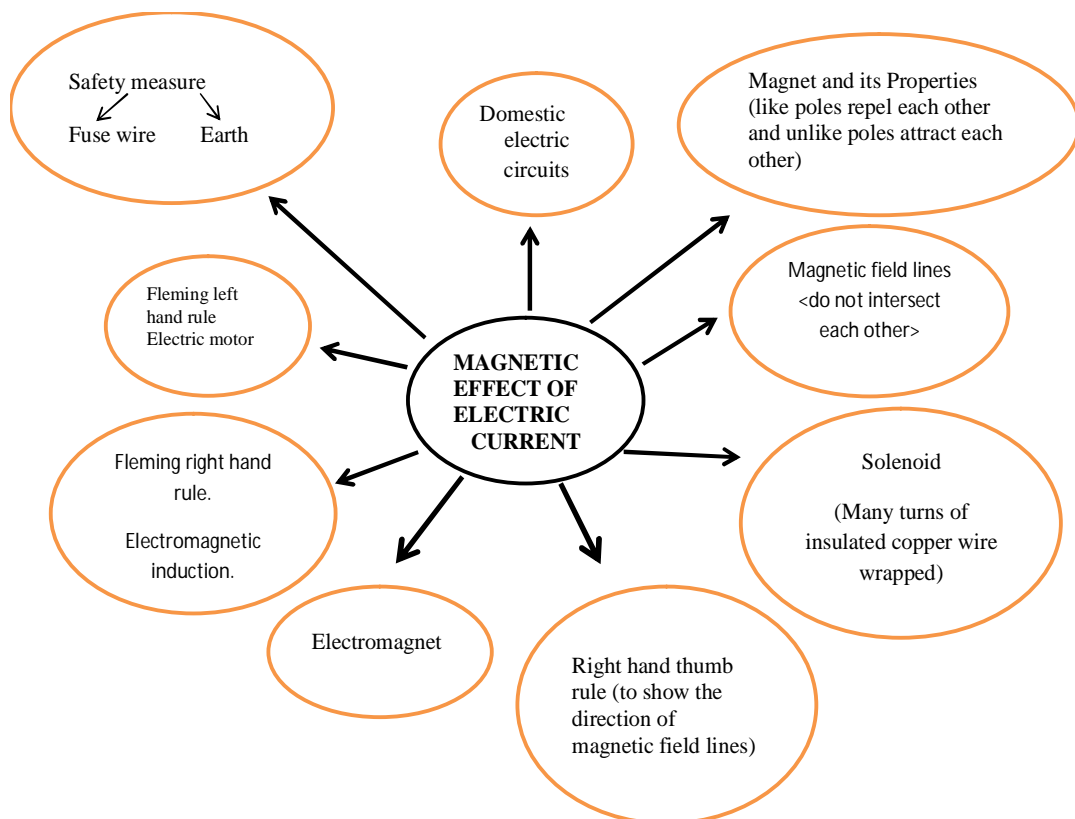 Safety measure
Fuse wire Earth
Domestic
electric
circuits
Magnet and its Properties
(like poles repel each other
and unlike poles attract each
other)
Fleming left
hand rule
Electric motor
MAGNETIC
EFFECT OF
ELECTRIC
CURRENT
Magnetic field lines
<do not intersect
each other>
Fleming right hand
rule.
Electromagnetic
induction.
Solenoid
(Many turns of
insulated copper wire
wrapped)
Electromagnet
Right hand thumb
rule (to show the
direction of
magnetic field lines)